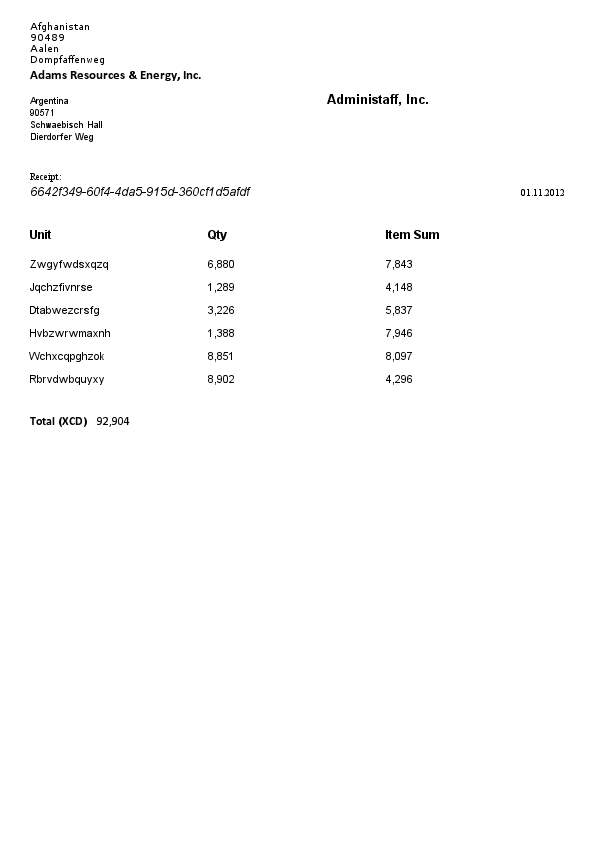 Afghanistan
90489
Aalen
Dompfaffenweg
Adams Resources & Energy, Inc.
Argentina
90571
Schwaebisch Hall
Dierdorfer Weg
Administaff, Inc.
Receipt:
6642f349-60f4-4da5-915d-360cf1d5afdf 01.11.2012
Unit Qty Item Sum
Zwgyfwdsxqzq 6,880 7,843
Jqchzfivnrse 1,289 4,148
Dtabwezcrsfg 3,226 5,837
Hvbzwrwmaxnh 1,388 7,946
Wchxcqpghzok 8,851 8,097
Rbrvdwbquyxy 8,902 4,296
Total (XCD) 92,904